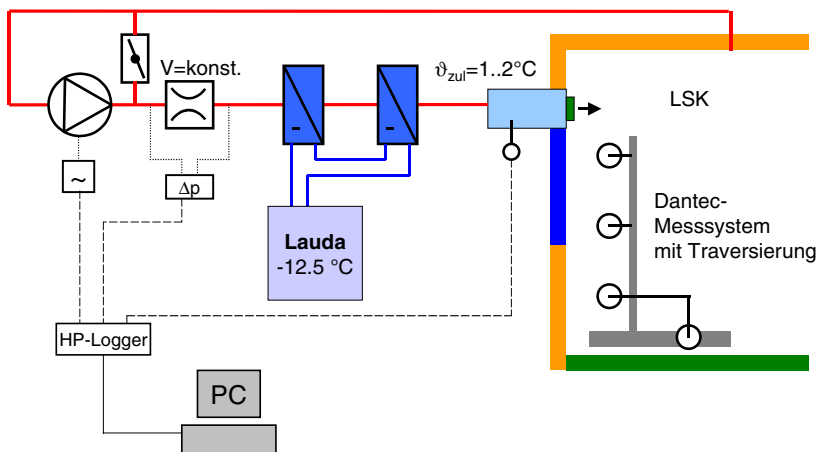 V=konst.
ϑzul=1..2°C
LSK
-
-
~
Δp
Dantec-
Messsystem
mit Traversierung
Lauda
-12.5 °C
HP-Logger
PC